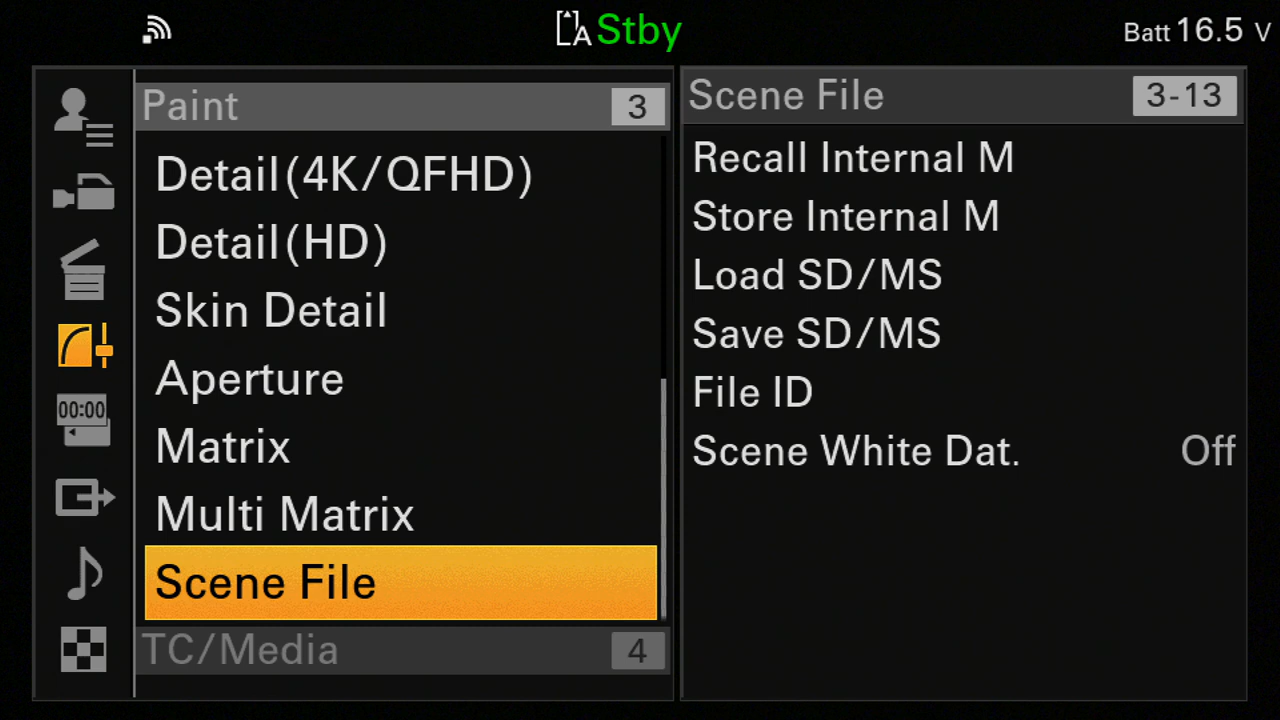 A Stby
Batt 16.5 V
00:00
Paint 3
Detail(4K/QFHD)
Detail(HD)
Skin Detail
Aperture
Matrix
Multi Matrix
Scene File
TC/Media 4
Scene File 3-13
Recall Internal M
Store Internal M
Load SD/MS
Save SD/MS
File ID
Scene White Dat. Off